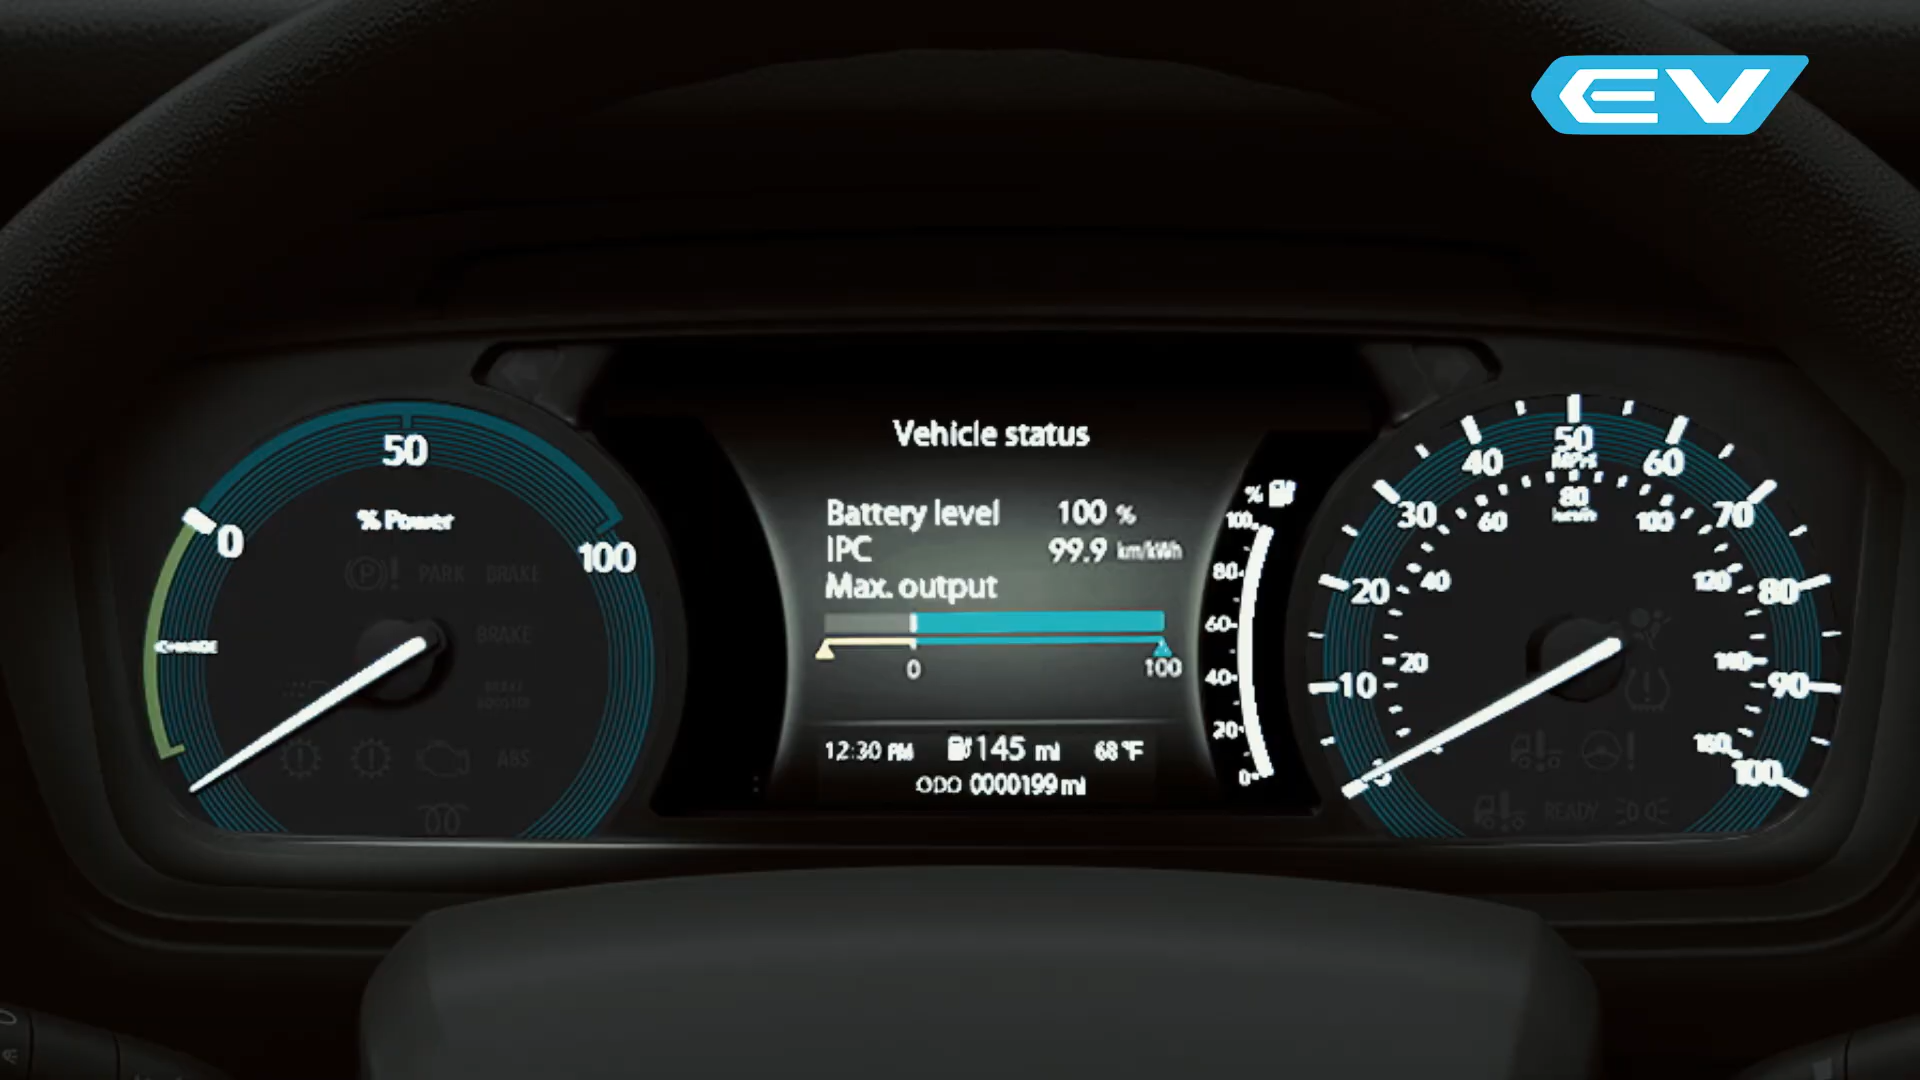 EV
Vehicle status
Battery level 100 %
IPC 99.9 km/kWh
Max. output
0 100
12:30 PM 145 mi 68 °F
ODO 0000199 mi
%
100
80
60
40
20
0
50
% Power
0
100
CHARGE
PARK BRAKE
BRAKE
BRAKE BOOSTER
ABS
50
MPH
40 60
30 70
20 80
10 90
100
80
km/h
60 100
40 120
20 140
160
READY